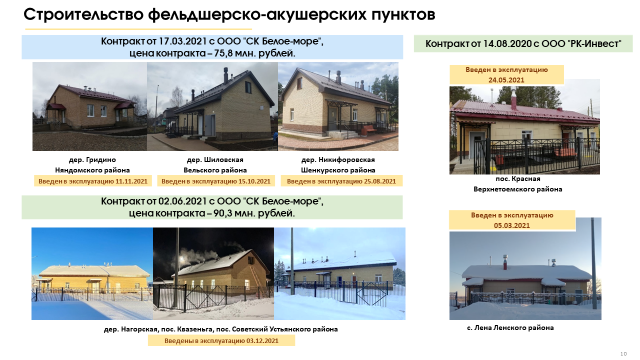 Строительство фельдшерско-акушерских пунктов
Контракт от 17.03.2021 с ООО "СК Белое-море",
цена контракта – 75,8 млн. рублей.
дер. Гридино
Няндомского района
Введен в эксплуатацию 11.11.2021
дер. Шиловская
Вельского района
Введен в эксплуатацию 15.10.2021
дер. Никифоровская
Шенкурского района
Введен в эксплуатацию 25.08.2021
Контракт от 02.06.2021 с ООО "СК Белое-море",
цена контракта – 90,3 млн. рублей.
дер. Нагорская, пос. Квазеньга, пос. Советский Устьянского района
Введены в эксплуатацию 03.12.2021
Контракт от 14.08.2020 с ООО "РК-Инвест"
Введен в эксплуатацию
24.05.2021
пос. Красная
Верхнетоемского района
Введен в эксплуатацию
05.03.2021
с. Лена Ленского района
10